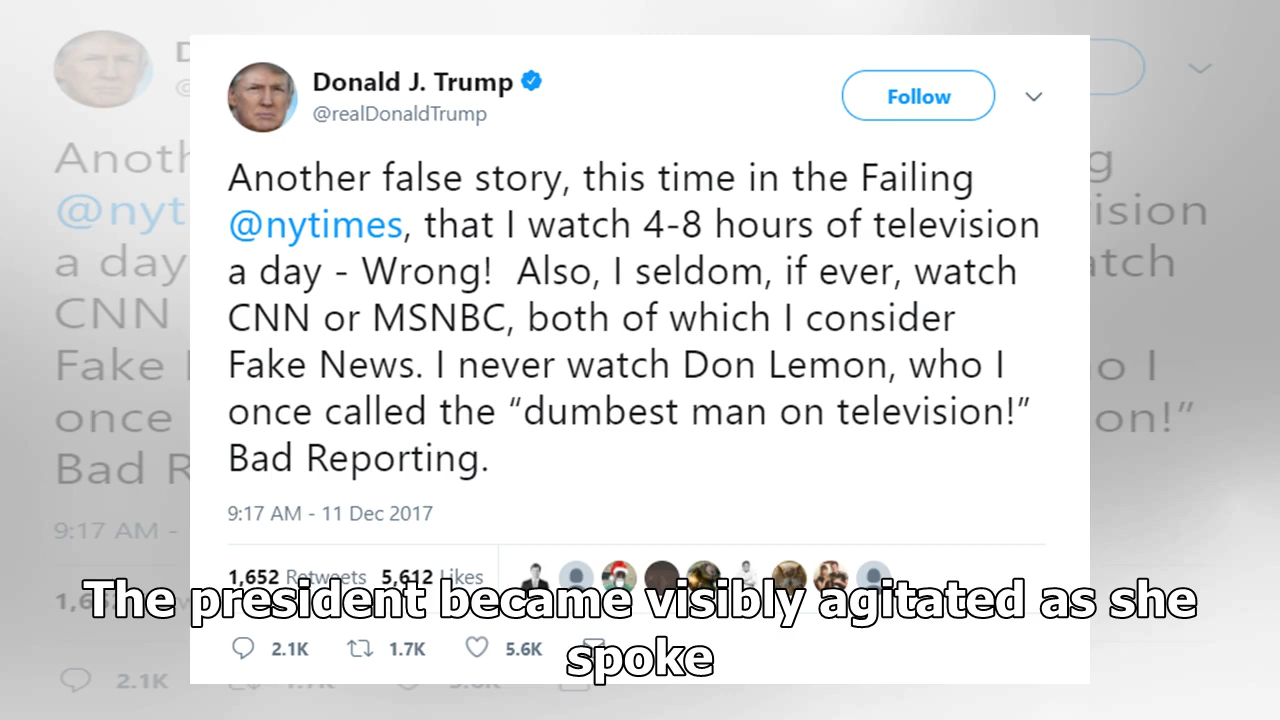 Donald J. Trump
@realDonaldTrump
Follow
Another false story, this time in the Failing
@nytimes, that I watch 4-8 hours of television
a day - Wrong!  Also, I seldom, if ever, watch
CNN or MSNBC, both of which I consider
Fake News. I never watch Don Lemon, who I
once called the “dumbest man on television!”
Bad Reporting.
9:17 AM - 11 Dec 2017
1,652 Retweets 5,612 Likes
The president became visibly agitated as she
spoke
2.1K 1.7K 5.6K